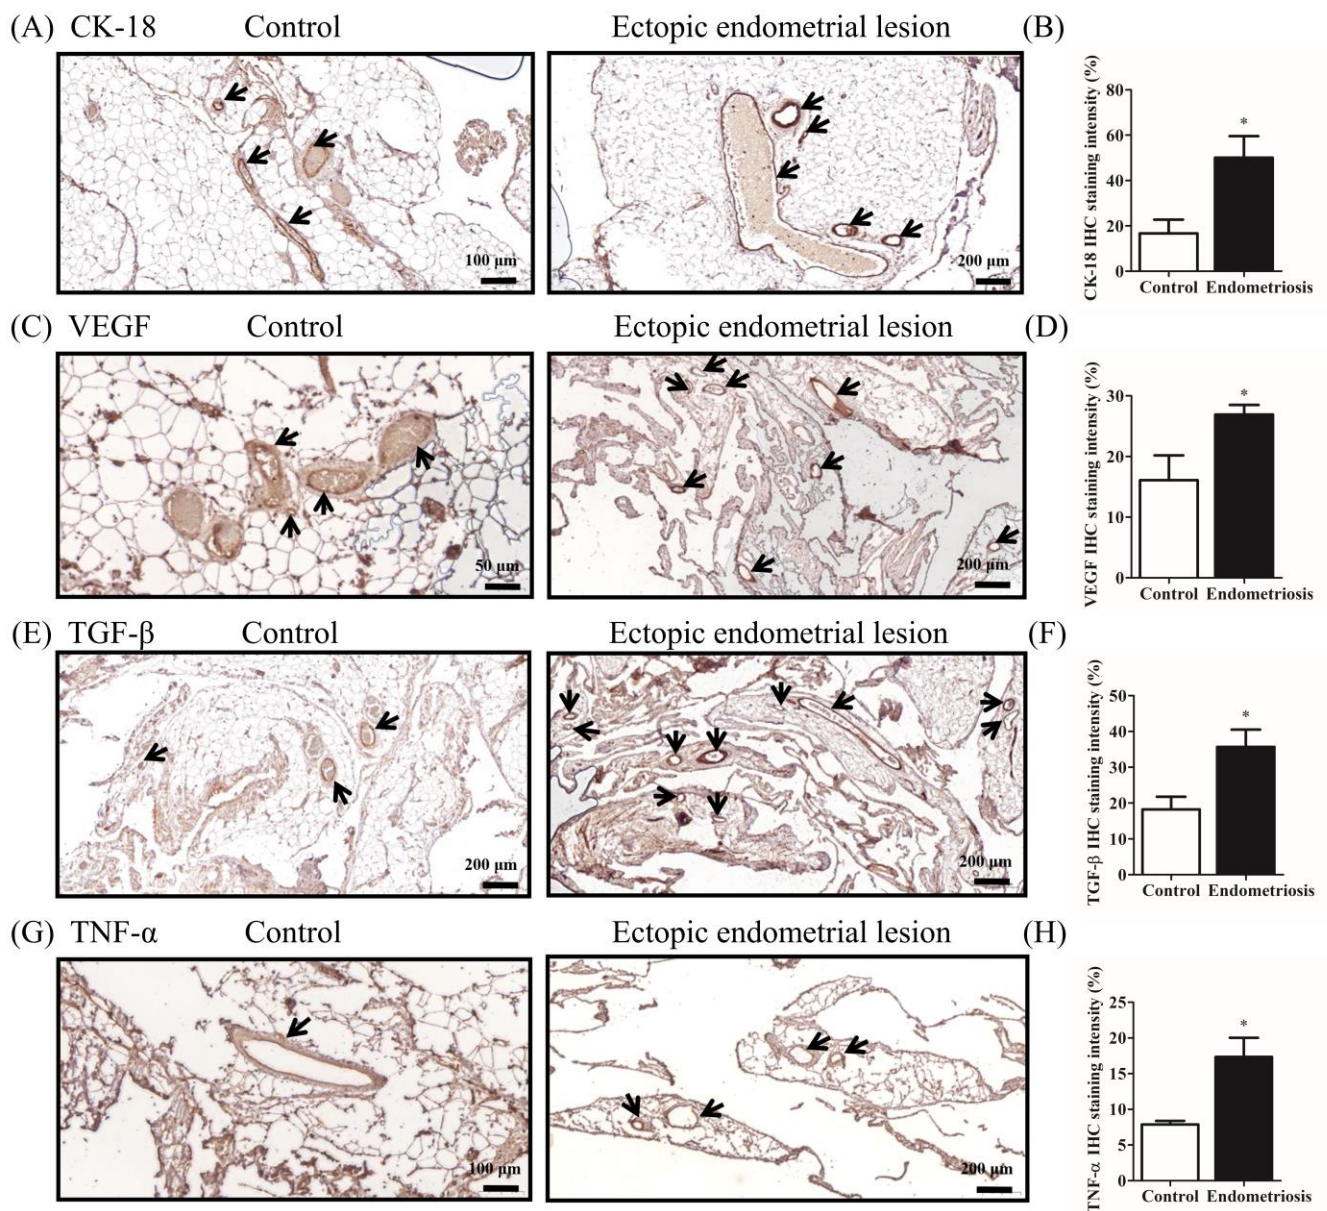 (A) CK-18 Control Ectopic endometrial lesion (B)
100 μm
200 μm
CK-18 IHC staining intensity (%)
80
60
40
20
0
*
Control Endometriosis
(C) VEGF Control Ectopic endometrial lesion (D)
50 μm
200 μm
VEGF IHC staining intensity (%)
30
20
10
0
*
Control Endometriosis
(E) TGF-β Control Ectopic endometrial lesion (F)
200 μm
200 μm
TGF-β IHC staining intensity (%)
50
40
30
20
10
0
*
Control Endometriosis
(G) TNF-α Control Ectopic endometrial lesion (H)
100 μm
200 μm
TNF-α IHC staining intensity (%)
25
20
15
10
5
0
*
Control Endometriosis